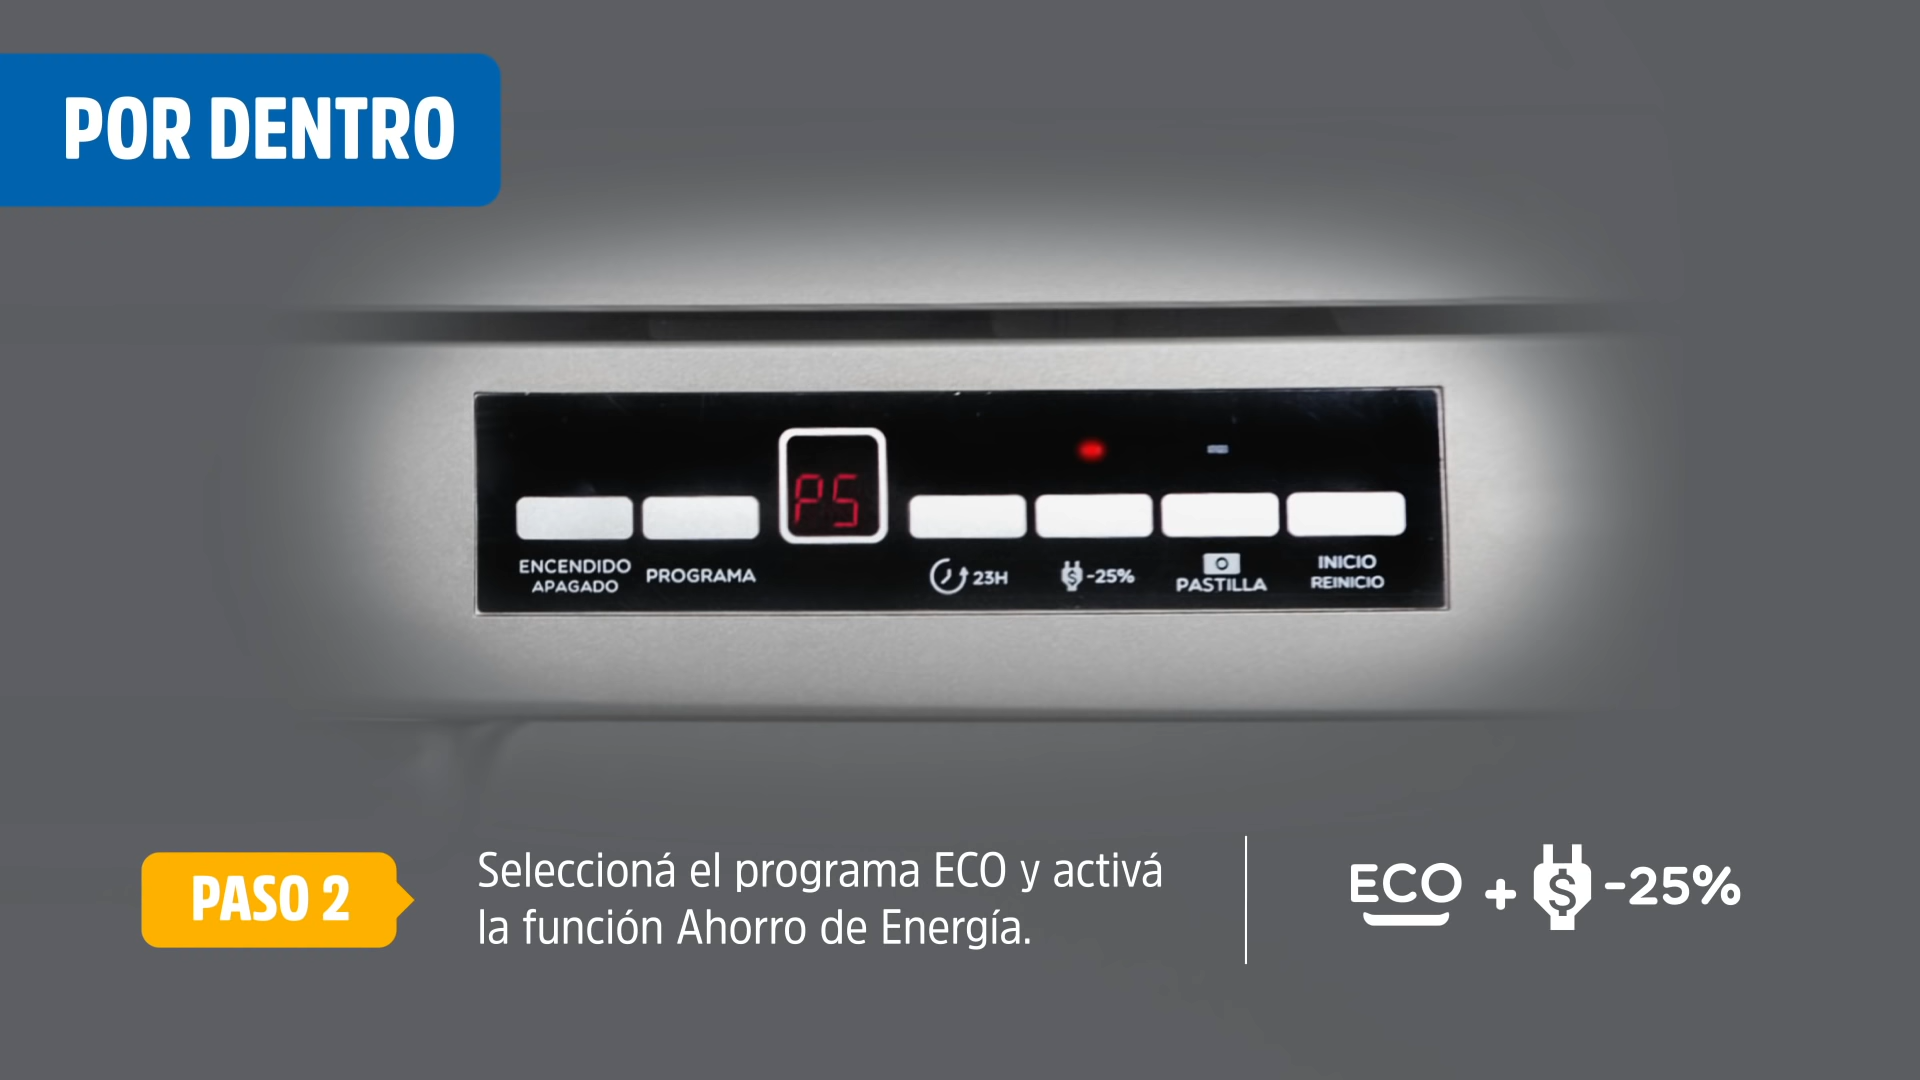 POR DENTRO
P5
ENCENDIDO
APAGADO
PROGRAMA
23H
$ -25%
PASTILLA
INICIO
REINICIO
PASO 2
Seleccioná el programa ECO y activá
la función Ahorro de Energía.
ECO + $ -25%